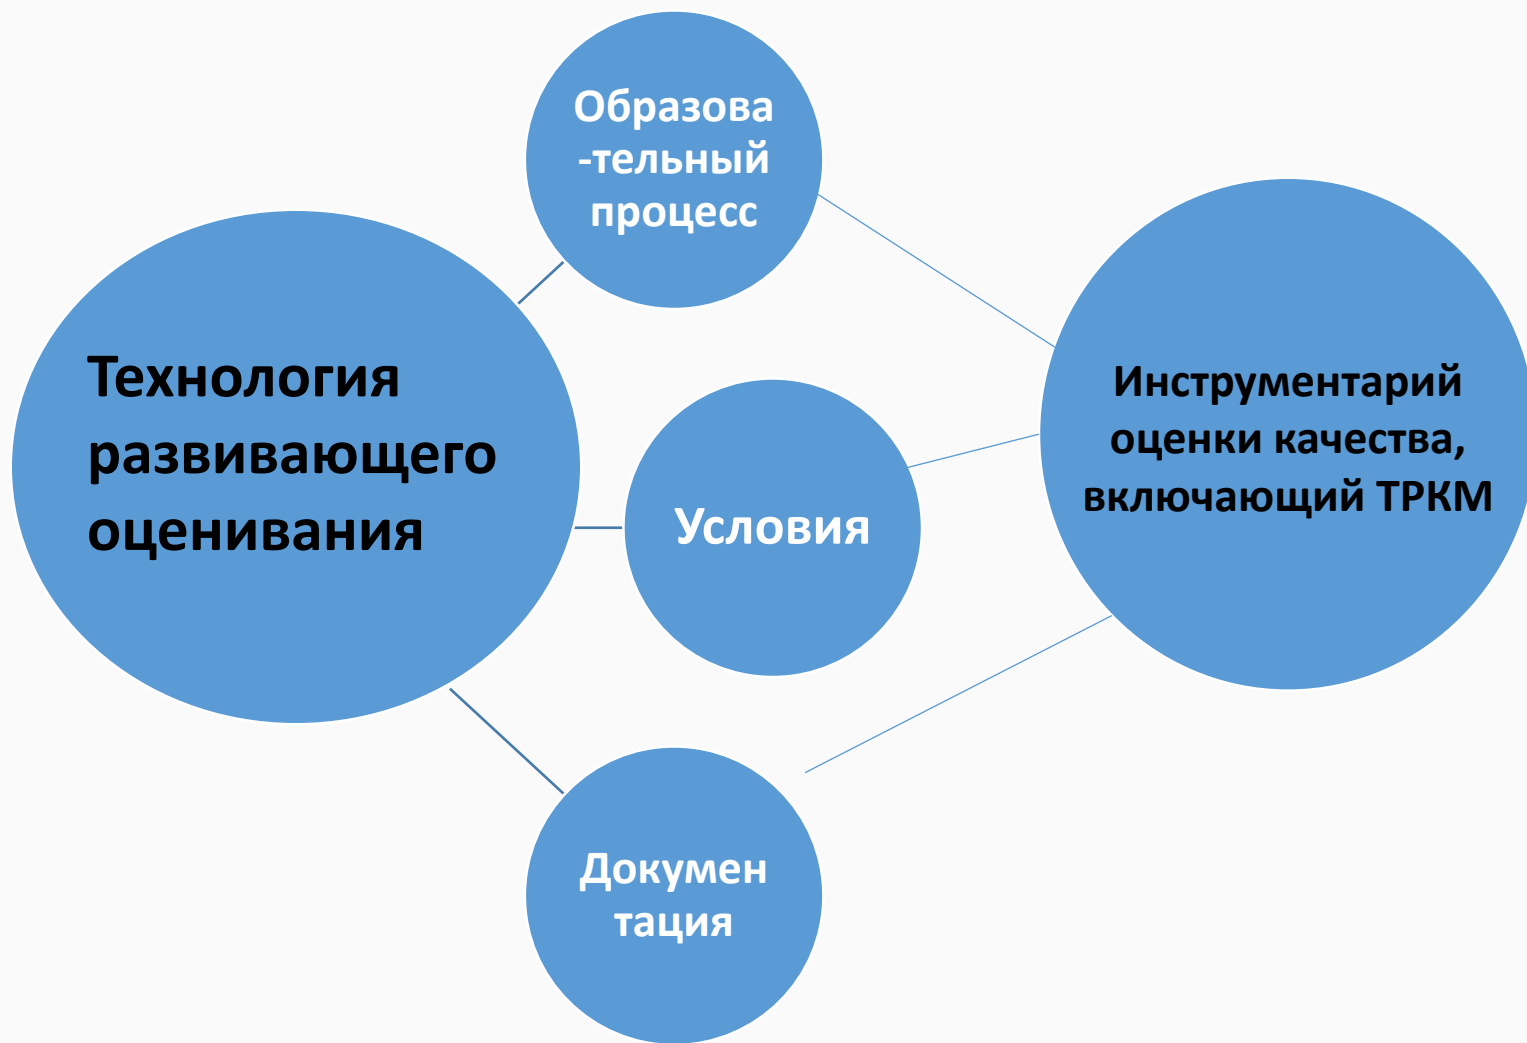 Образова
-тельный
процесс
Технология
развивающего
оценивания
Условия
Инструментарий
оценки качества,
включающий ТРКМ
Докумен
тация